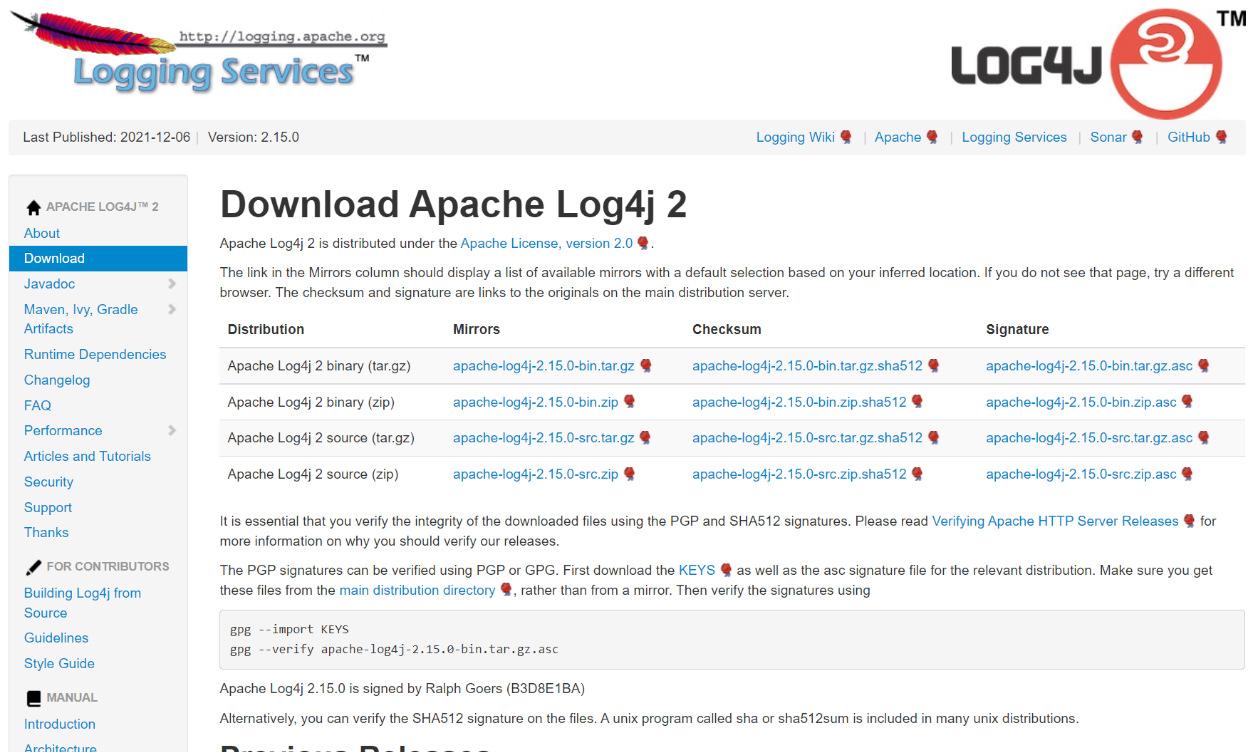 http://logging.apache.org
Logging Services™
LOG4J 2 TM
Last Published: 2021-12-06 | Version: 2.15.0
Logging Wiki | Apache | Logging Services | Sonar | GitHub
APACHE LOG4J™ 2
About
Download
Javadoc
Maven, Ivy, Gradle
Artifacts
Runtime Dependencies
Changelog
FAQ
Performance
Articles and Tutorials
Security
Support
Thanks
FOR CONTRIBUTORS
Building Log4j from
Source
Guidelines
Style Guide
MANUAL
Introduction
Architecture
Download Apache Log4j 2
Apache Log4j 2 is distributed under the Apache License, version 2.0 .
The link in the Mirrors column should display a list of available mirrors with a default selection based on your inferred location. If you do not see that page, try a different
browser. The checksum and signature are links to the originals on the main distribution server.
Distribution Mirrors Checksum Signature
Apache Log4j 2 binary (tar.gz) apache-log4j-2.15.0-bin.tar.gz apache-log4j-2.15.0-bin.tar.gz.sha512 apache-log4j-2.15.0-bin.tar.gz.asc
Apache Log4j 2 binary (zip) apache-log4j-2.15.0-bin.zip apache-log4j-2.15.0-bin.zip.sha512 apache-log4j-2.15.0-bin.zip.asc
Apache Log4j 2 source (tar.gz) apache-log4j-2.15.0-src.tar.gz apache-log4j-2.15.0-src.tar.gz.sha512 apache-log4j-2.15.0-src.tar.gz.asc
Apache Log4j 2 source (zip) apache-log4j-2.15.0-src.zip apache-log4j-2.15.0-src.zip.sha512 apache-log4j-2.15.0-src.zip.asc
It is essential that you verify the integrity of the downloaded files using the PGP and SHA512 signatures. Please read Verifying Apache HTTP Server Releases for
more information on why you should verify our releases.
The PGP signatures can be verified using PGP or GPG. First download the KEYS as well as the asc signature file for the relevant distribution. Make sure you get
these files from the main distribution directory , rather than from a mirror. Then verify the signatures using
gpg --import KEYS
gpg --verify apache-log4j-2.15.0-bin.tar.gz.asc
Apache Log4j 2.15.0 is signed by Ralph Goers (B3D8E1BA)
Alternatively, you can verify the SHA512 signature on the files. A unix program called sha or sha512sum is included in many unix distributions.
Previous Releases